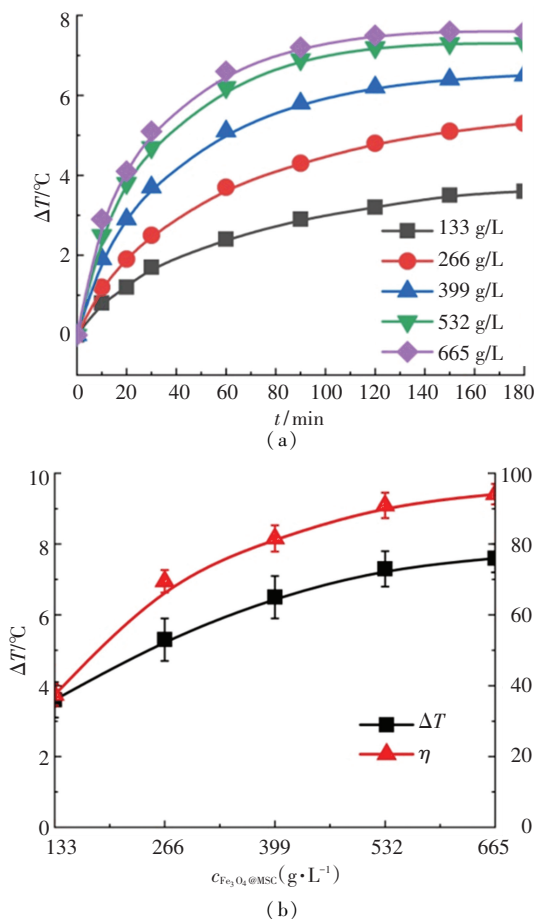 8
6
4
2
0
ΔT/℃
133 g/L
266 g/L
399 g/L
532 g/L
665 g/L
0 20 40 60 80 100 120 140 160 180
t/min
(a)
10 100
8 80
6 60
4 40
2 20
0 0
ΔT/℃
ΔT
η
133 266 399 532 665
c_{Fe₃O₄@MSC}(g·L⁻¹)
(b)